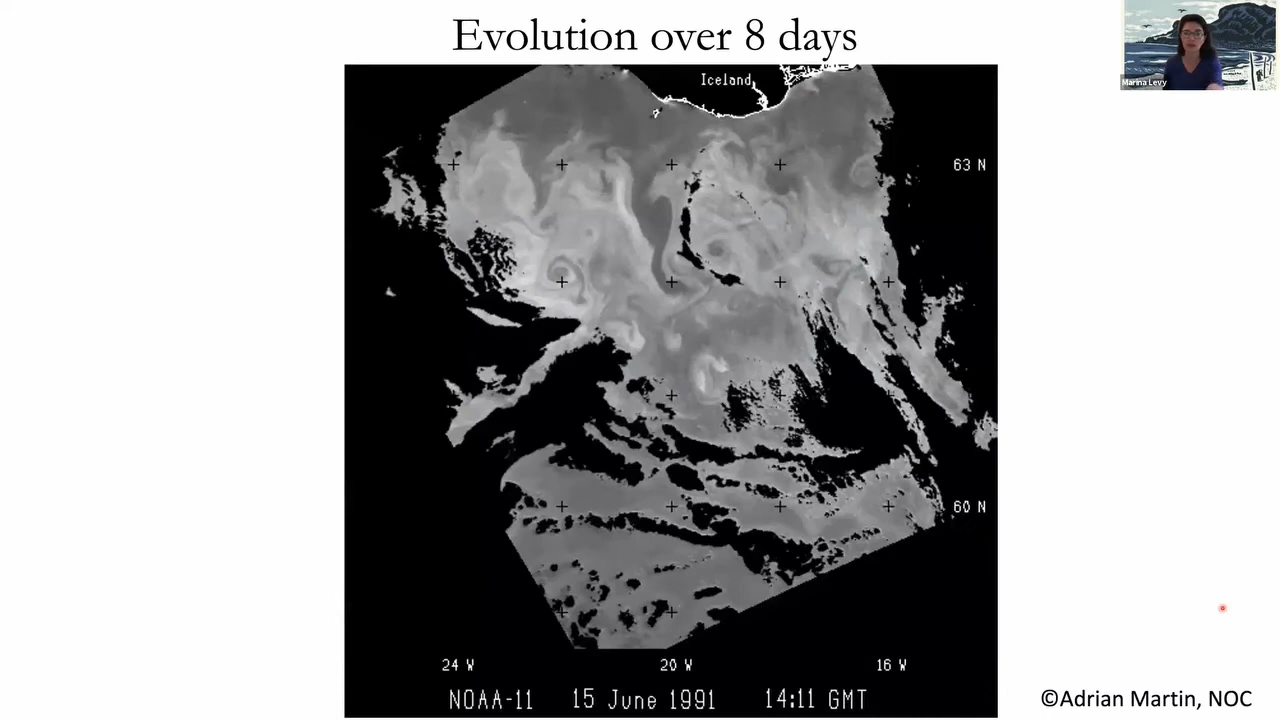 Evolution over 8 days
Marina Levy
Iceland
63 N
60 N
24 W 20 W 16 W
NOAA-11 15 June 1991 14:11 GMT
©Adrian Martin, NOC